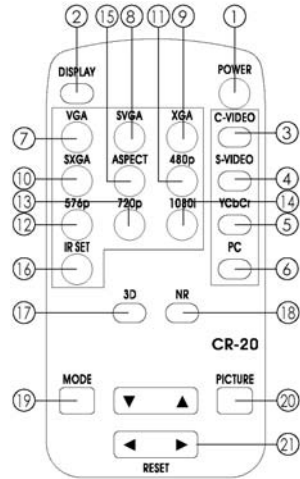 ② ⑮ ⑧ ⑪ ⑨ ①
DISPLAY POWER
VGA SVGA XGA C-VIDEO
⑦ ③
SXGA ASPECT 480p S-VIDEO
⑩ ④
⑬ 576p 720p 1080i YCbCr ⑭
⑫ ⑤
IR SET PC
⑯ ⑥
3D NR
⑰ ⑱
CR-20
MODE PICTURE
⑲ ▼ ▲ ⑳
◄ ► ㉑
RESET